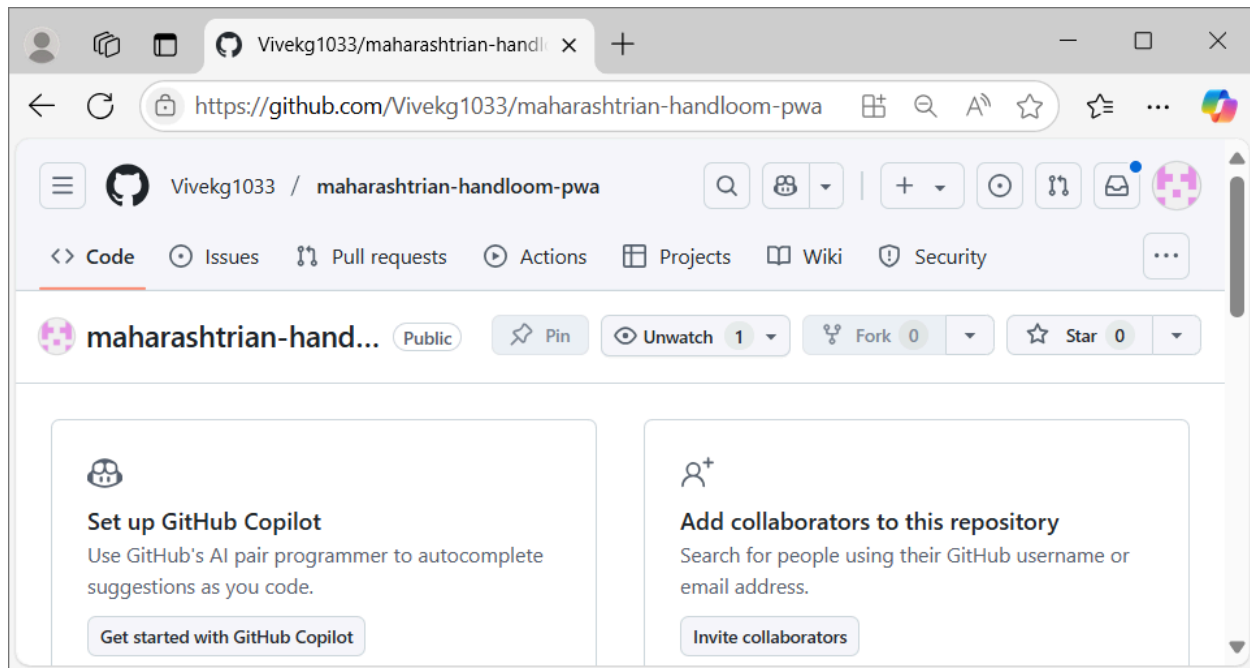 Vivekg1033/maharashtrian-handl
https://github.com/Vivekg1033/maharashtrian-handloom-pwa
Vivekg1033 / maharashtrian-handloom-pwa
<> Code Issues Pull requests Actions Projects Wiki Security
maharashtrian-hand... Public Pin Unwatch 1 Fork 0 Star 0
Set up GitHub Copilot
Use GitHub's AI pair programmer to autocomplete
suggestions as you code.
Get started with GitHub Copilot
Add collaborators to this repository
Search for people using their GitHub username or
email address.
Invite collaborators